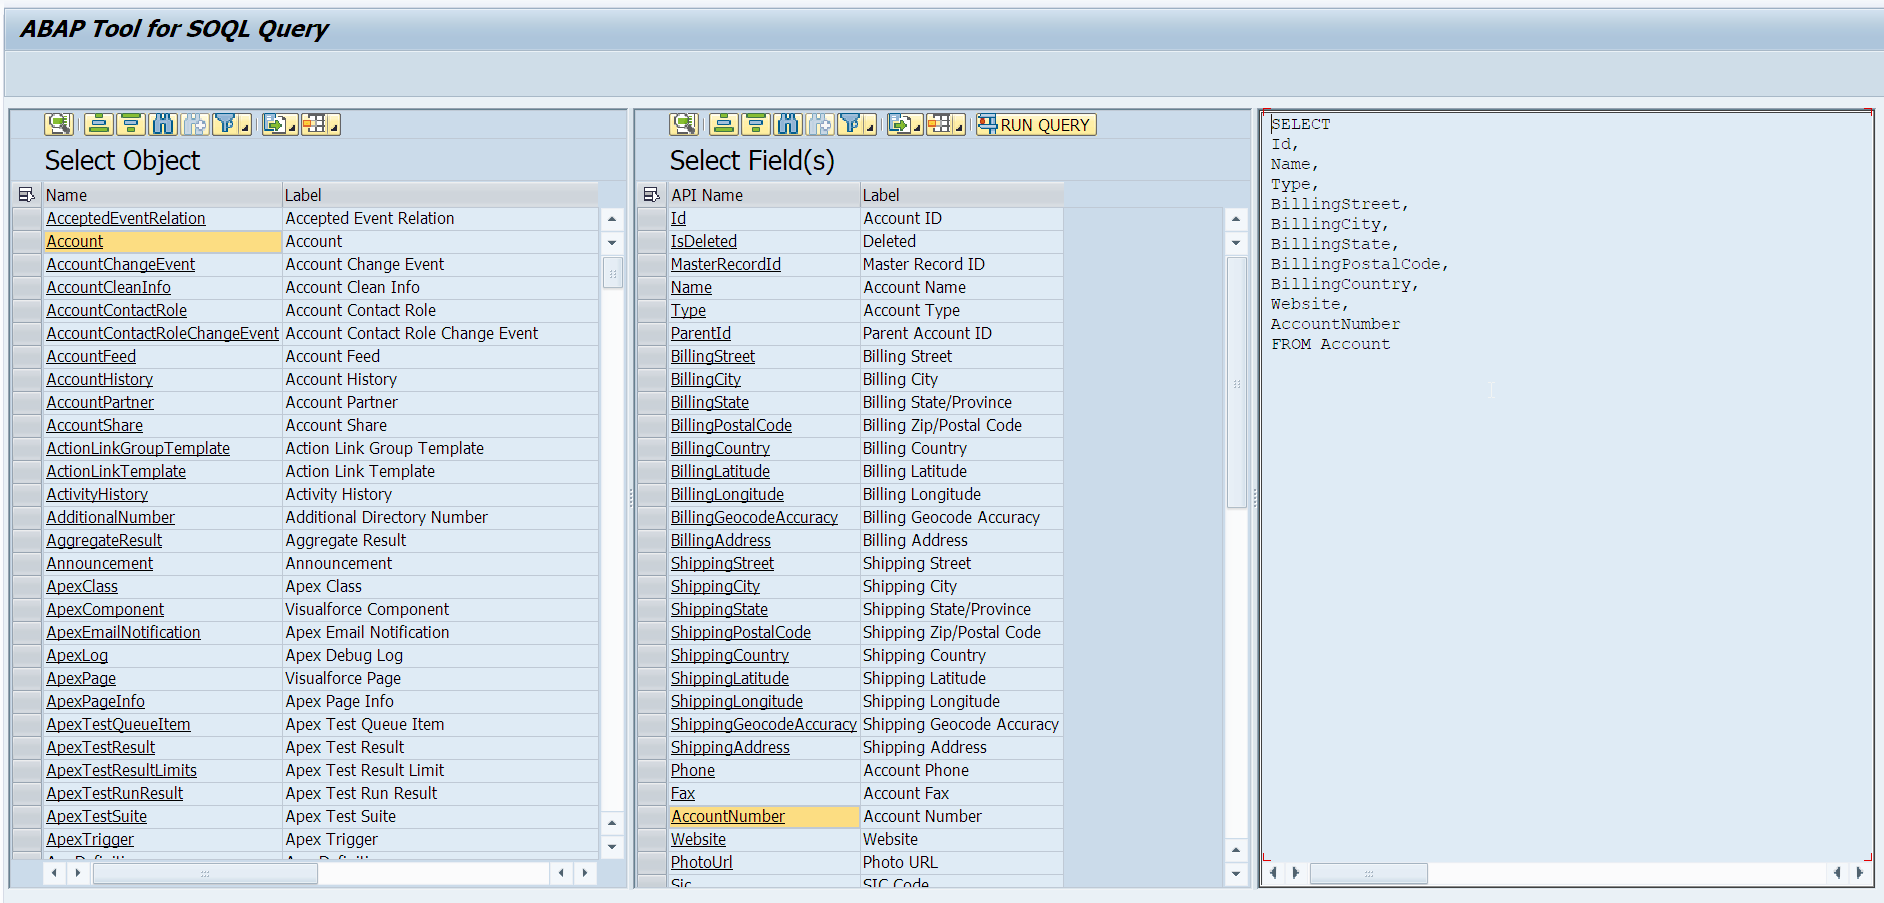 ABAP Tool for SOQL Query
RUN QUERY
Select Object
Name Label
AcceptedEventRelation Accepted Event Relation
Account Account
AccountChangeEvent Account Change Event
AccountCleanInfo Account Clean Info
AccountContactRole Account Contact Role
AccountContactRoleChangeEvent Account Contact Role Change Event
AccountFeed Account Feed
AccountHistory Account History
AccountPartner Account Partner
AccountShare Account Share
ActionLinkGroupTemplate Action Link Group Template
ActionLinkTemplate Action Link Template
ActivityHistory Activity History
AdditionalNumber Additional Directory Number
AggregateResult Aggregate Result
Announcement Announcement
ApexClass Apex Class
ApexComponent Visualforce Component
ApexEmailNotification Apex Email Notification
ApexLog Apex Debug Log
ApexPage Visualforce Page
ApexPageInfo Apex Page Info
ApexTestQueueItem Apex Test Queue Item
ApexTestResult Apex Test Result
ApexTestResultLimits Apex Test Result Limit
ApexTestRunResult Apex Test Run Result
ApexTestSuite Apex Test Suite
ApexTrigger Apex Trigger
Select Field(s)
API Name Label
Id Account ID
IsDeleted Deleted
MasterRecordId Master Record ID
Name Account Name
Type Account Type
ParentId Parent Account ID
BillingStreet Billing Street
BillingCity Billing City
BillingState Billing State/Province
BillingPostalCode Billing Zip/Postal Code
BillingCountry Billing Country
BillingLatitude Billing Latitude
BillingLongitude Billing Longitude
BillingGeocodeAccuracy Billing Geocode Accuracy
BillingAddress Billing Address
ShippingStreet Shipping Street
ShippingCity Shipping City
ShippingState Shipping State/Province
ShippingPostalCode Shipping Zip/Postal Code
ShippingCountry Shipping Country
ShippingLatitude Shipping Latitude
ShippingLongitude Shipping Longitude
ShippingGeocodeAccuracy Shipping Geocode Accuracy
ShippingAddress Shipping Address
Phone Account Phone
Fax Account Fax
AccountNumber Account Number
Website Website
PhotoUrl Photo URL
Sic SIC Code
SELECT
Id,
Name,
Type,
BillingStreet,
BillingCity,
BillingState,
BillingPostalCode,
BillingCountry,
Website,
AccountNumber
FROM Account